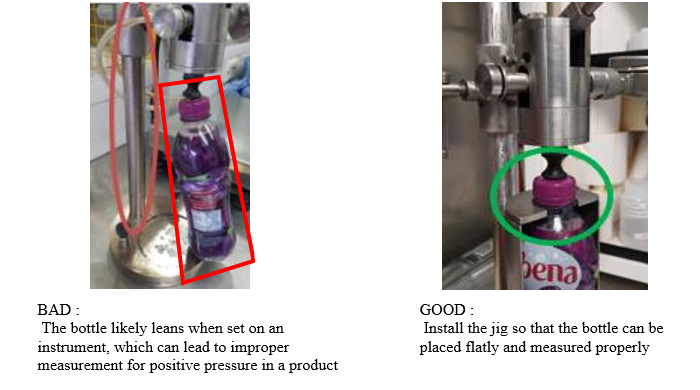 bena
BAD :
The bottle likely leans when set on an
instrument, which can lead to improper
measurement for positive pressure in a product
GOOD :
Install the jig so that the bottle can be
placed flatly and measured properly